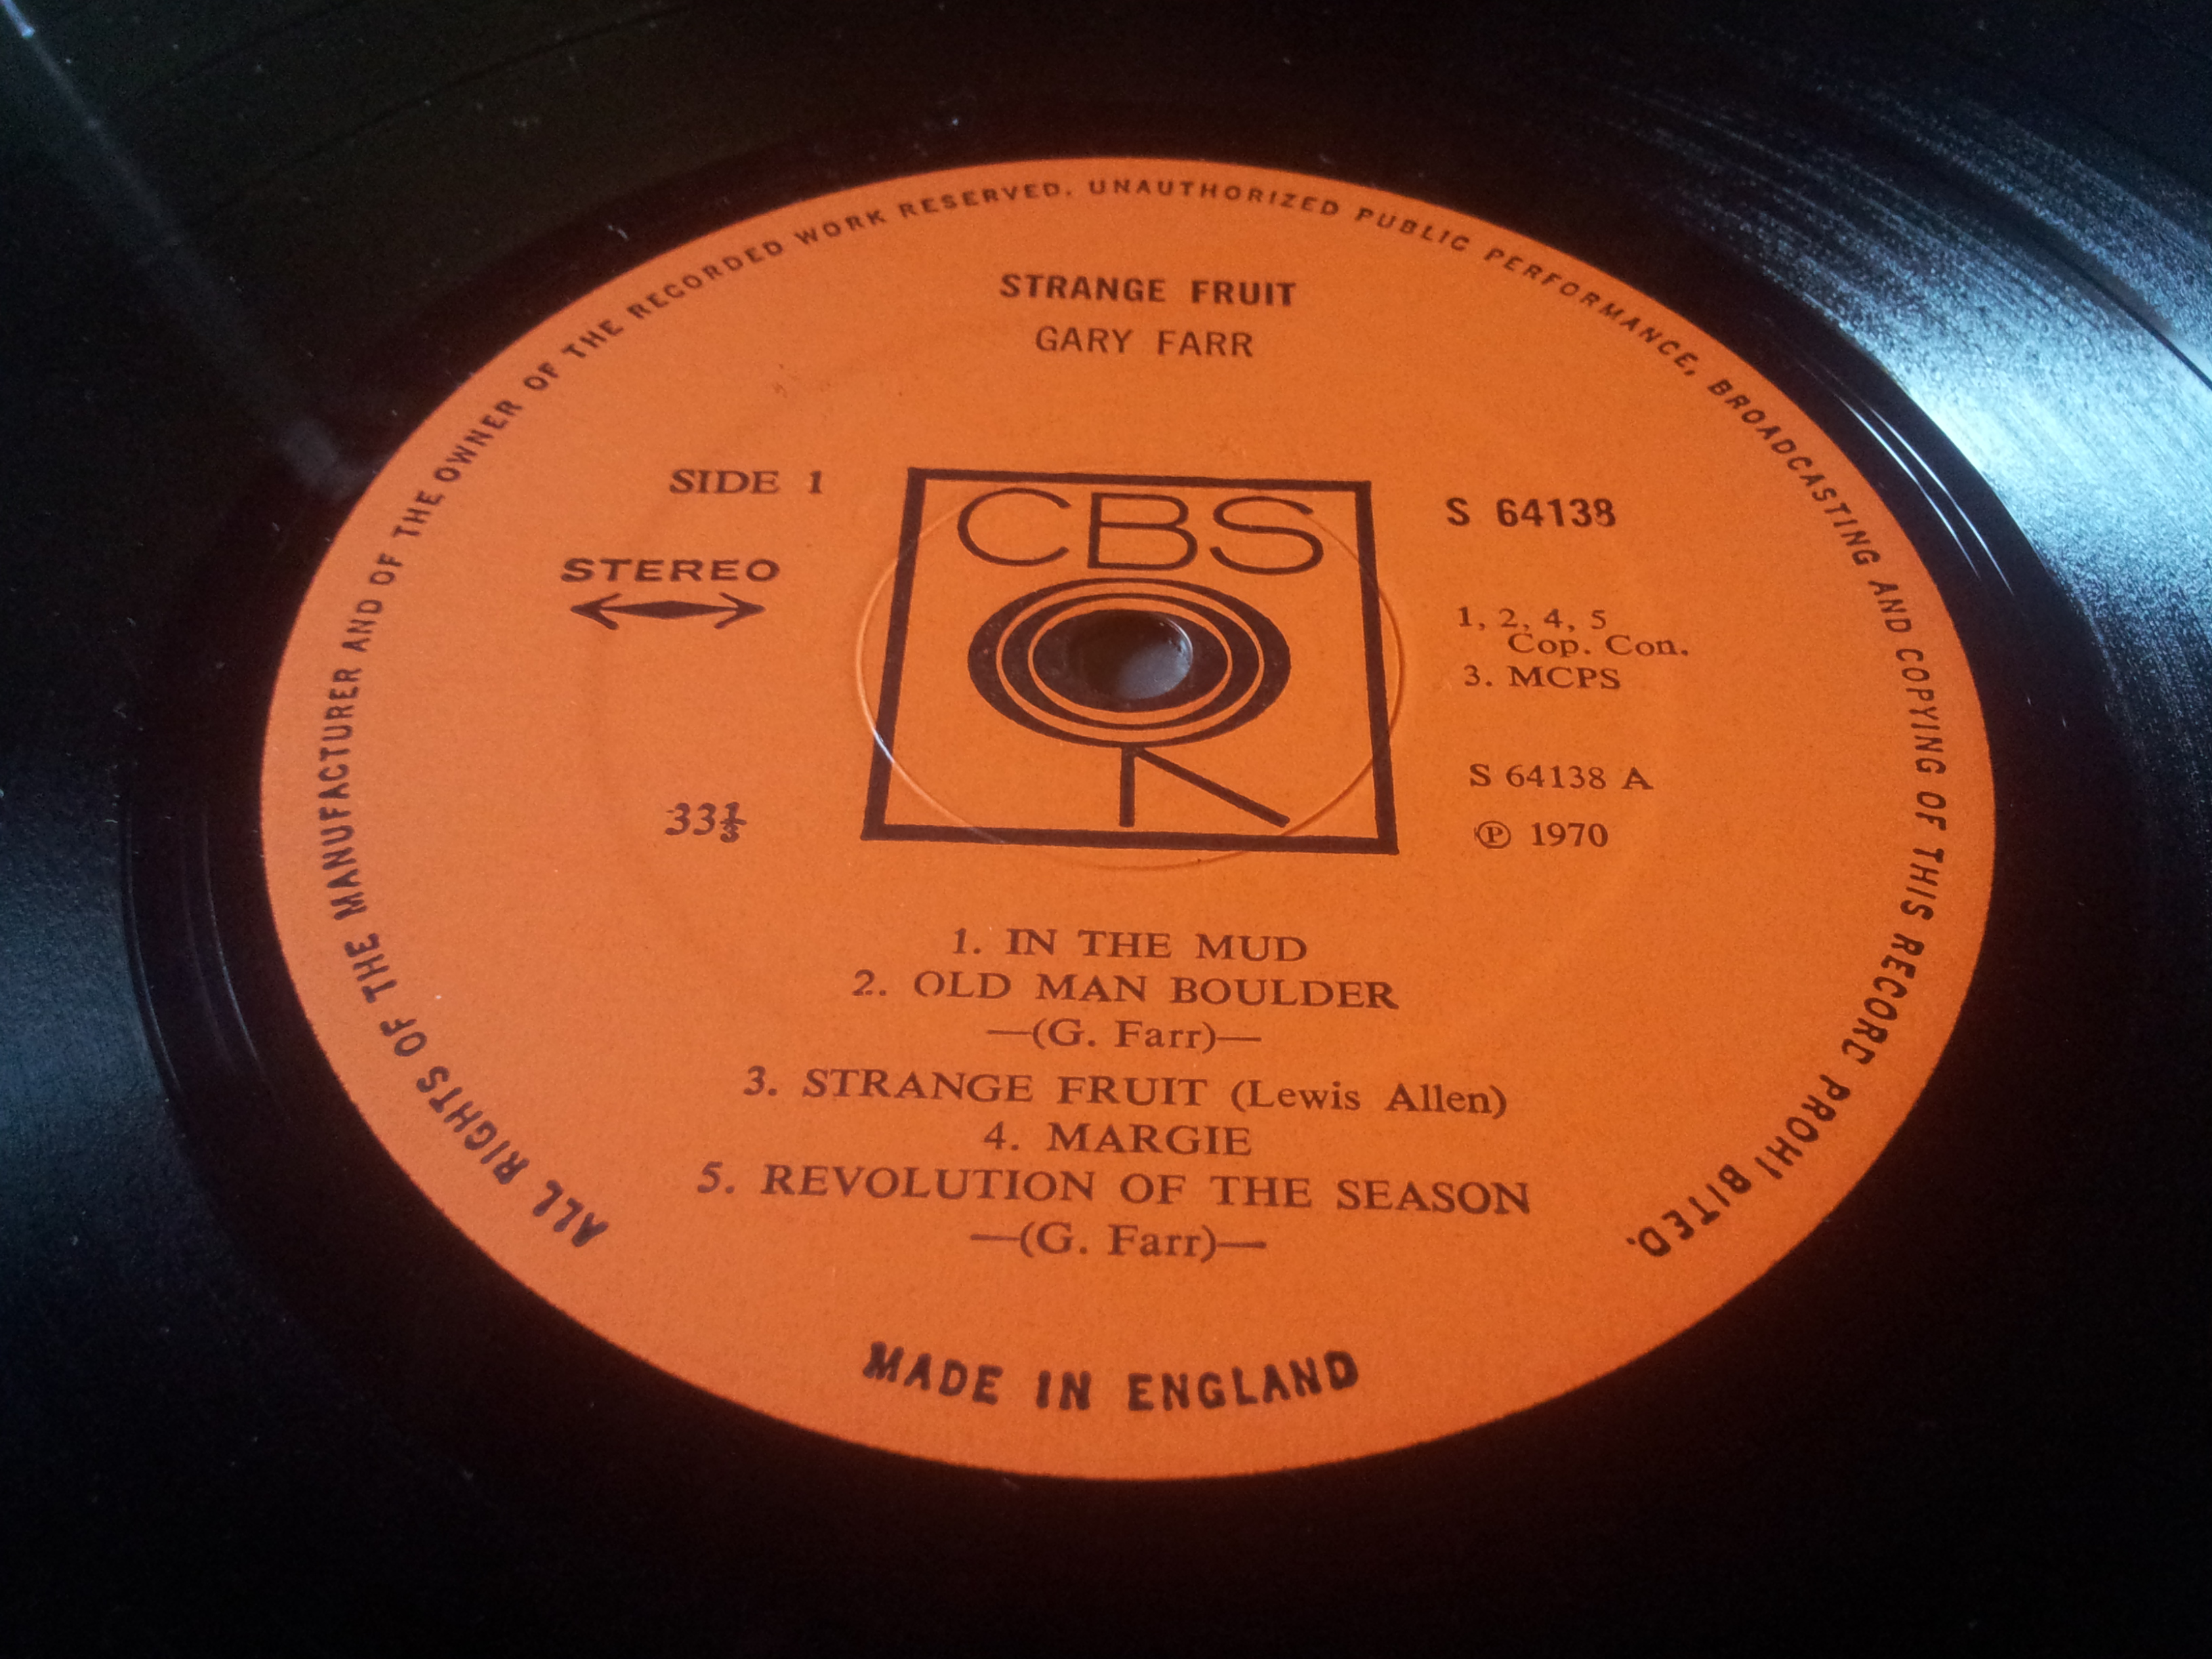 ALL RIGHTS OF THE MANUFACTURER AND OF THE OWNER OF THE RECORDED WORK RESERVED. UNAUTHORIZED PUBLIC PERFORMANCE, BROADCASTING AND COPYING OF THIS RECORD PROHIBITED.
STRANGE FRUIT
GARY FARR
SIDE 1
STEREO
33⅓
CBS
S 64138
1, 2, 4, 5
Cop. Con.
3. MCPS
S 64138 A
Ⓟ 1970
1. IN THE MUD
2. OLD MAN BOULDER
—(G. Farr)—
3. STRANGE FRUIT (Lewis Allen)
4. MARGIE
5. REVOLUTION OF THE SEASON
—(G. Farr)—
MADE IN ENGLAND